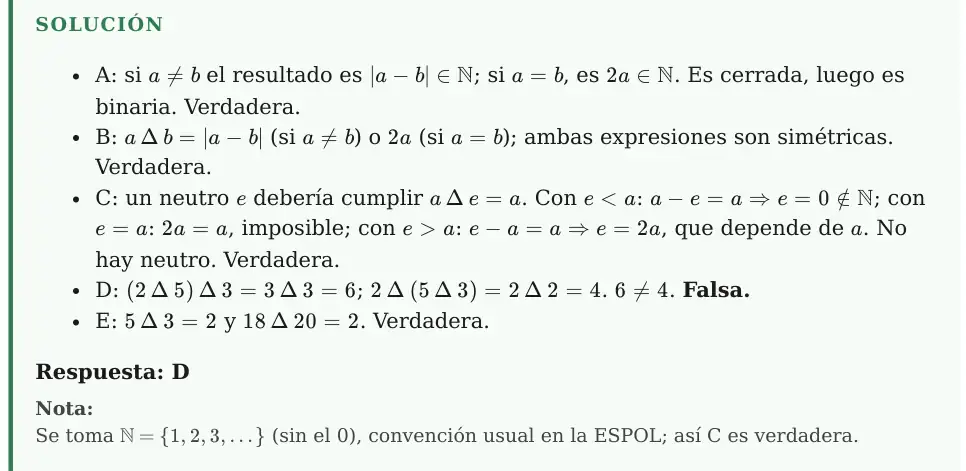 SOLUCIÓN
• A: si a ≠ b el resultado es |a − b| ∈ ℕ; si a = b, es 2a ∈ ℕ. Es cerrada, luego es
binaria. Verdadera.
• B: a Δ b = |a − b| (si a ≠ b) o 2a (si a = b); ambas expresiones son simétricas.
Verdadera.
• C: un neutro e debería cumplir a Δ e = a. Con e < a: a − e = a ⇒ e = 0 ∉ ℕ; con
e = a: 2a = a, imposible; con e > a: e − a = a ⇒ e = 2a, que depende de a. No
hay neutro. Verdadera.
• D: (2 Δ 5) Δ 3 = 3 Δ 3 = 6; 2 Δ (5 Δ 3) = 2 Δ 2 = 4. 6 ≠ 4. Falsa.
• E: 5 Δ 3 = 2 y 18 Δ 20 = 2. Verdadera.
Respuesta: D
Nota:
Se toma ℕ = {1, 2, 3, …} (sin el 0), convención usual en la ESPOL; así C es verdadera.